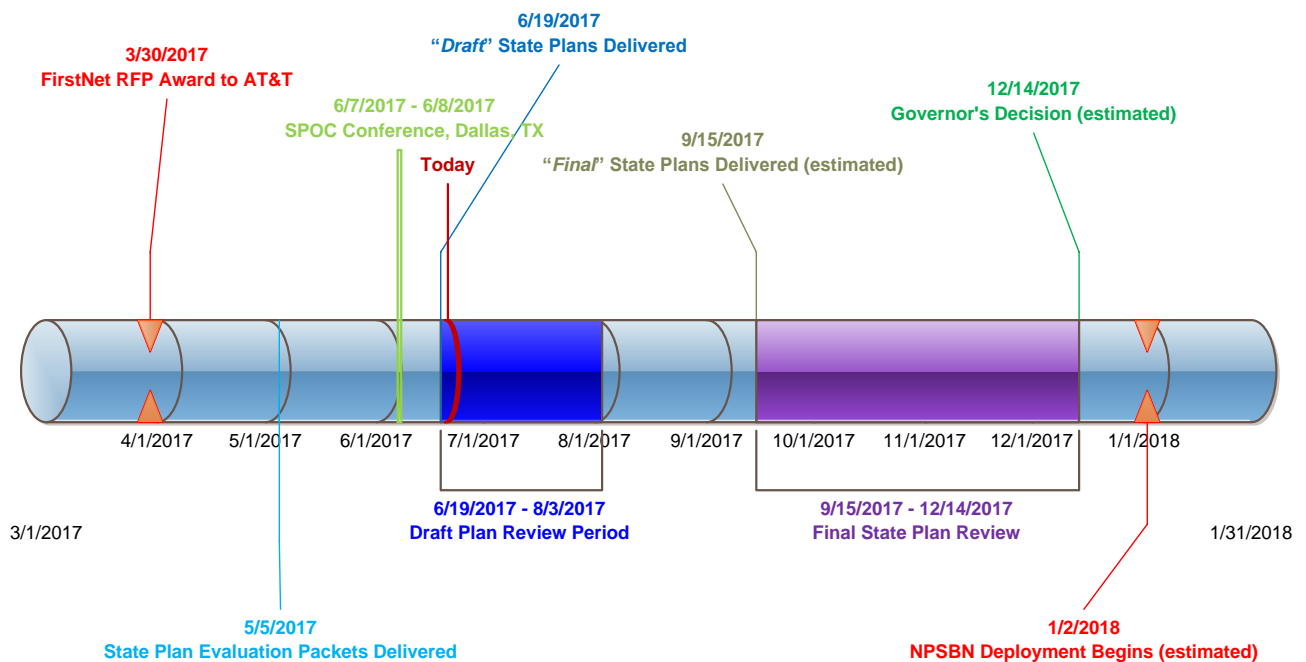 6/19/2017
“Draft” State Plans Delivered
3/30/2017
FirstNet RFP Award to AT&T
6/7/2017 - 6/8/2017
SPOC Conference, Dallas, TX
12/14/2017
Governor's Decision (estimated)
9/15/2017
“Final” State Plans Delivered (estimated)
Today
4/1/2017
5/1/2017
6/1/2017
7/1/2017
8/1/2017
9/1/2017
10/1/2017
11/1/2017
12/1/2017
1/1/2018
6/19/2017 - 8/3/2017
Draft Plan Review Period
9/15/2017 - 12/14/2017
Final State Plan Review
3/1/2017
1/31/2018
5/5/2017
State Plan Evaluation Packets Delivered
1/2/2018
NPSBN Deployment Begins (estimated)